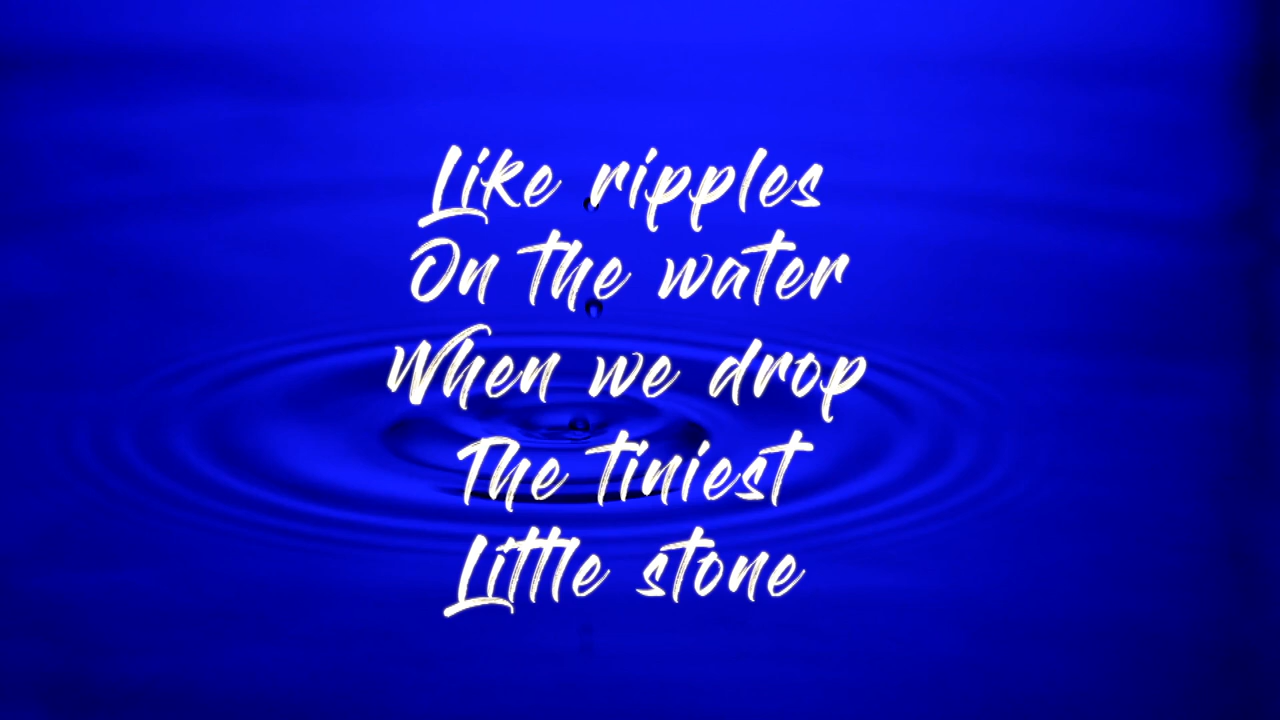 Like ripples
On the water
When we drop
The tiniest
Little stone